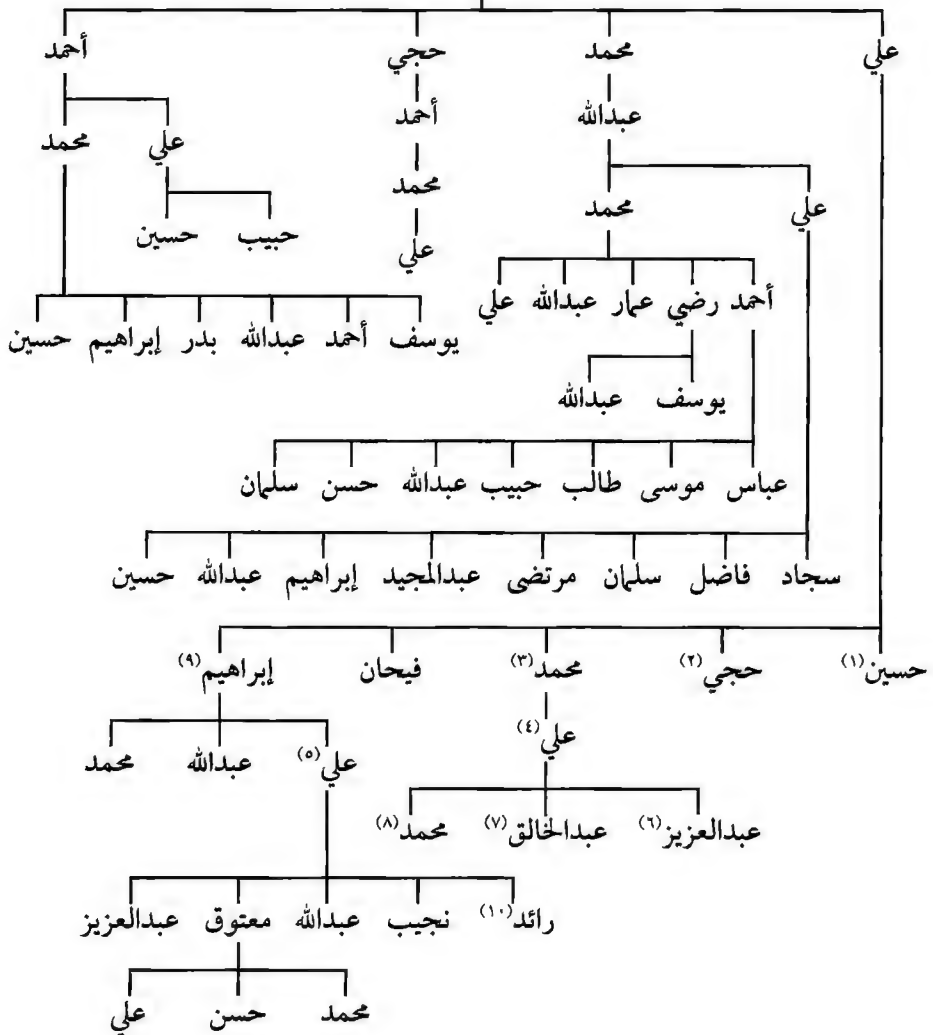 علي محمد حجي أحمد
عبدالله أحمد
علي محمد
محمد
علي محمد
حبيب حسين
علي
أحمد رضي عمار عبدالله علي
يوسف أحمد عبدالله بدر إبراهيم حسين
يوسف عبدالله
عباس موسى طالب حبيب عبدالله حسن سلمان
سجاد فاضل سلمان مرتضى عبدالمجيد إبراهيم عبدالله حسين
حسين(١) حجي(٢) محمد(٣) فيحان إبراهيم(٩)
علي(٤)
علي(٥) عبدالله محمد
عبدالعزيز(٦) عبدالخالق(٧) محمد(٨)
رائد(١٠) نجيب عبدالله معتوق عبدالعزيز
محمد حسن علي